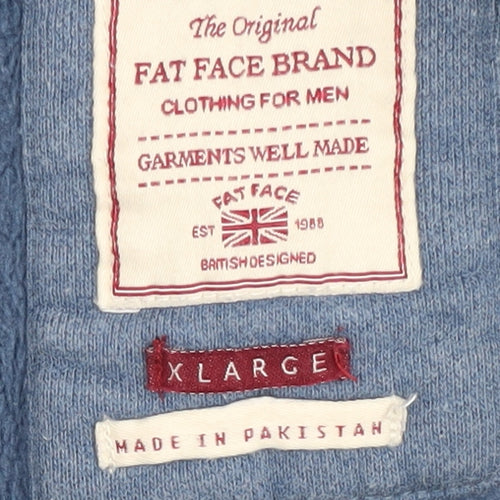 The Original
FAT FACE BRAND
CLOTHING FOR MEN
GARMENTS WELL MADE
FAT FACE
EST 1988
BRITISH DESIGNED
X LARGE
MADE IN PAKISTAN